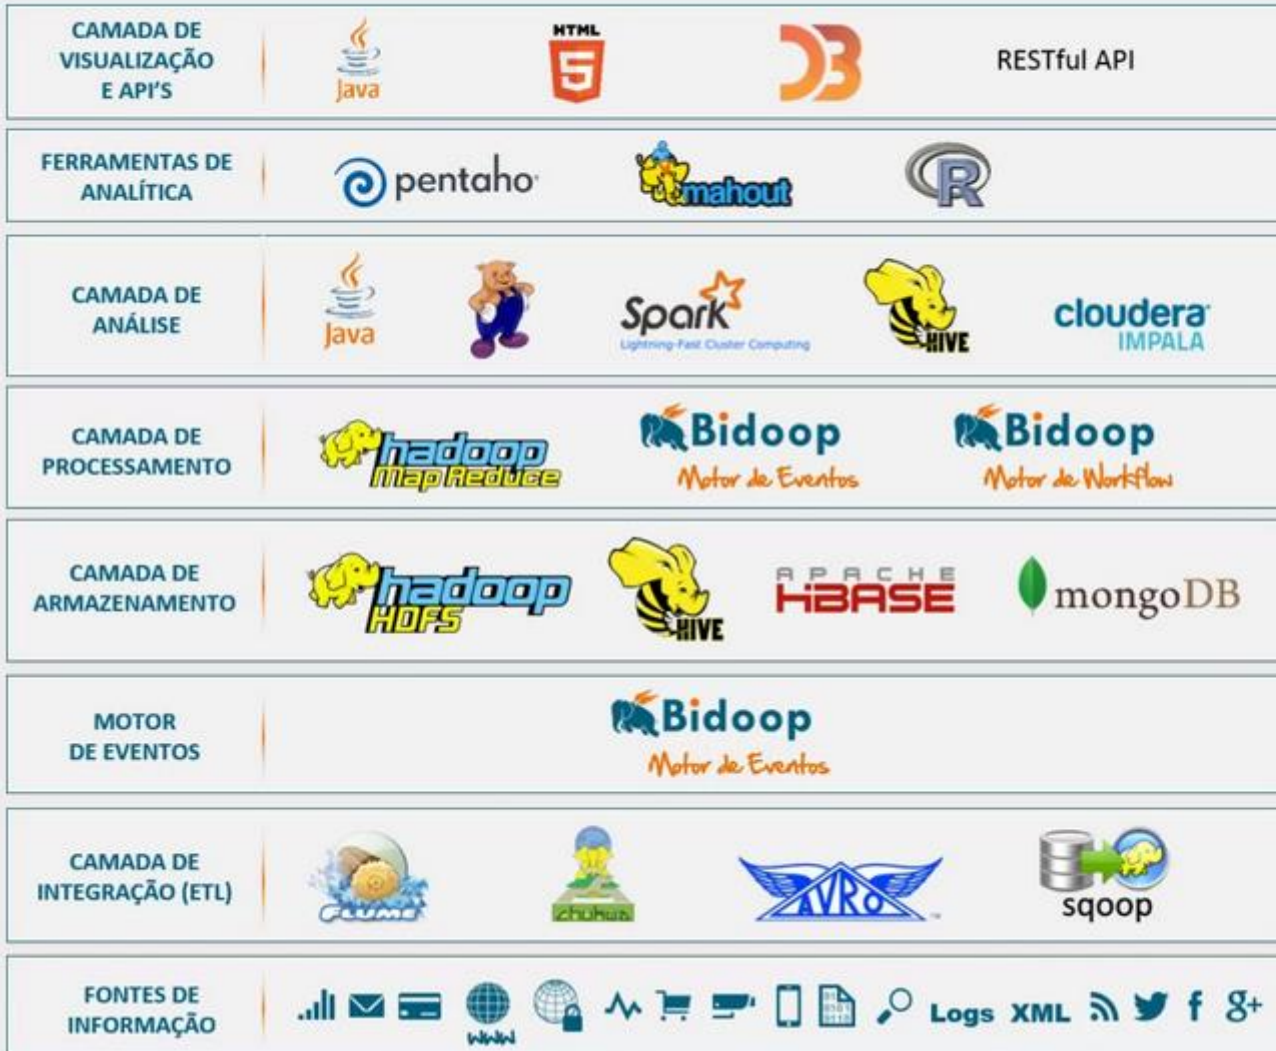 CAMADA DE
VISUALIZAÇÃO
E API'S
Java
HTML
5
D3
RESTful API
FERRAMENTAS DE
ANALÍTICA
pentaho
mahout
R
CAMADA DE
ANÁLISE
Java
Spark
Lightning-Fast Cluster Computing
HIVE
cloudera
IMPALA
CAMADA DE
PROCESSAMENTO
hadoop
Map Reduce
Bidoop
Motor de Eventos
Bidoop
Motor de Workflow
CAMADA DE
ARMAZENAMENTO
hadoop
HDFS
HIVE
APACHE
HBASE
mongoDB
MOTOR
DE EVENTOS
Bidoop
Motor de Eventos
CAMADA DE
INTEGRAÇÃO (ETL)
FLUME
chukwa
AVRO
sqoop
FONTES DE
INFORMAÇÃO
www
Logs XML f g+